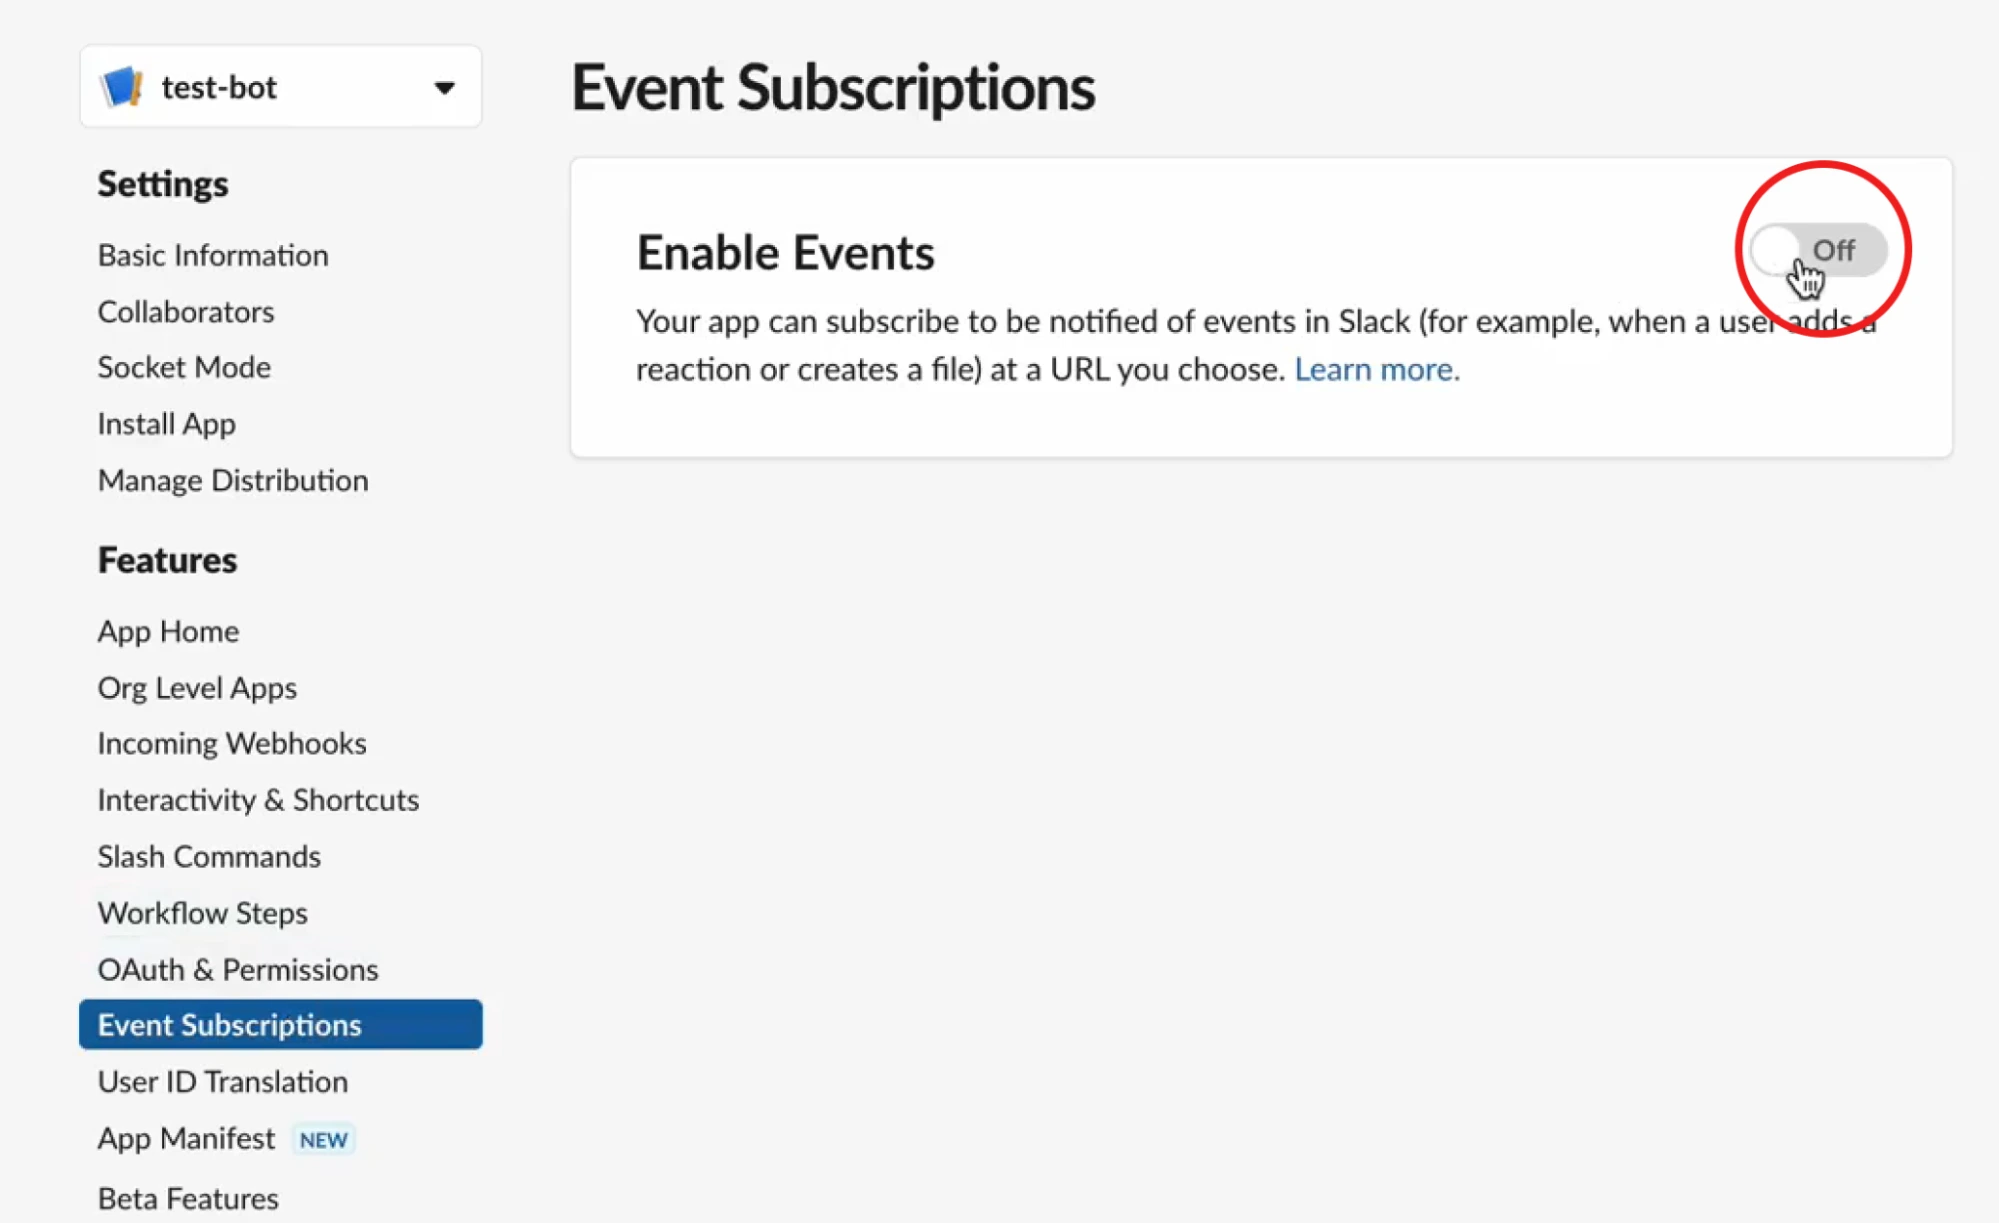 test-bot
Settings
Basic Information
Collaborators
Socket Mode
Install App
Manage Distribution
Features
App Home
Org Level Apps
Incoming Webhooks
Interactivity & Shortcuts
Slash Commands
Workflow Steps
OAuth & Permissions
Event Subscriptions
User ID Translation
App Manifest NEW
Beta Features
Event Subscriptions
Enable Events
Off
Your app can subscribe to be notified of events in Slack (for example, when a user adds a
reaction or creates a file) at a URL you choose. Learn more.